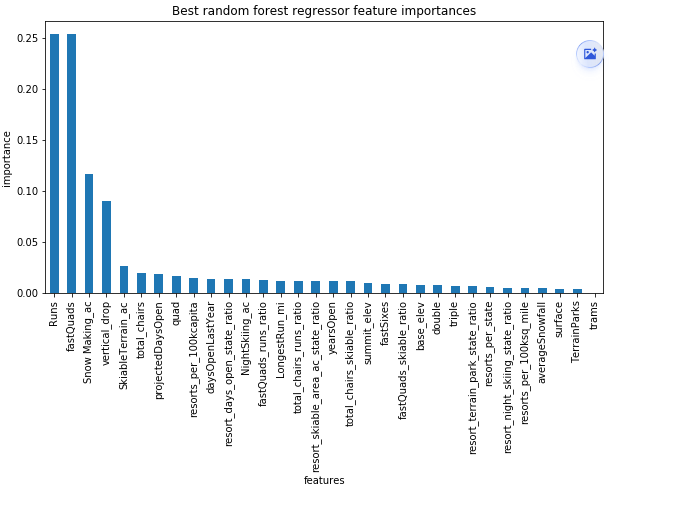 Best random forest regressor feature importances
0.25
0.20
0.15
0.10
0.05
0.00
importance
Runs
fastQuads
Snow Making_ac
vertical_drop
SkiableTerrain_ac
total_chairs
projectedDaysOpen
quad
resorts_per_100kcapita
daysOpenLastYear
resort_days_open_state_ratio
NightSkiing_ac
fastQuads_runs_ratio
LongestRun_mi
total_chairs_runs_ratio
resort_skiable_area_ac_state_ratio
yearsOpen
total_chairs_skiable_ratio
summit_elev
fastSixes
fastQuads_skiable_ratio
base_elev
double
triple
resort_terrain_park_state_ratio
resorts_per_state
resort_night_skiing_state_ratio
resorts_per_100ksq_mile
averageSnowfall
surface
TerrainParks
trams
features